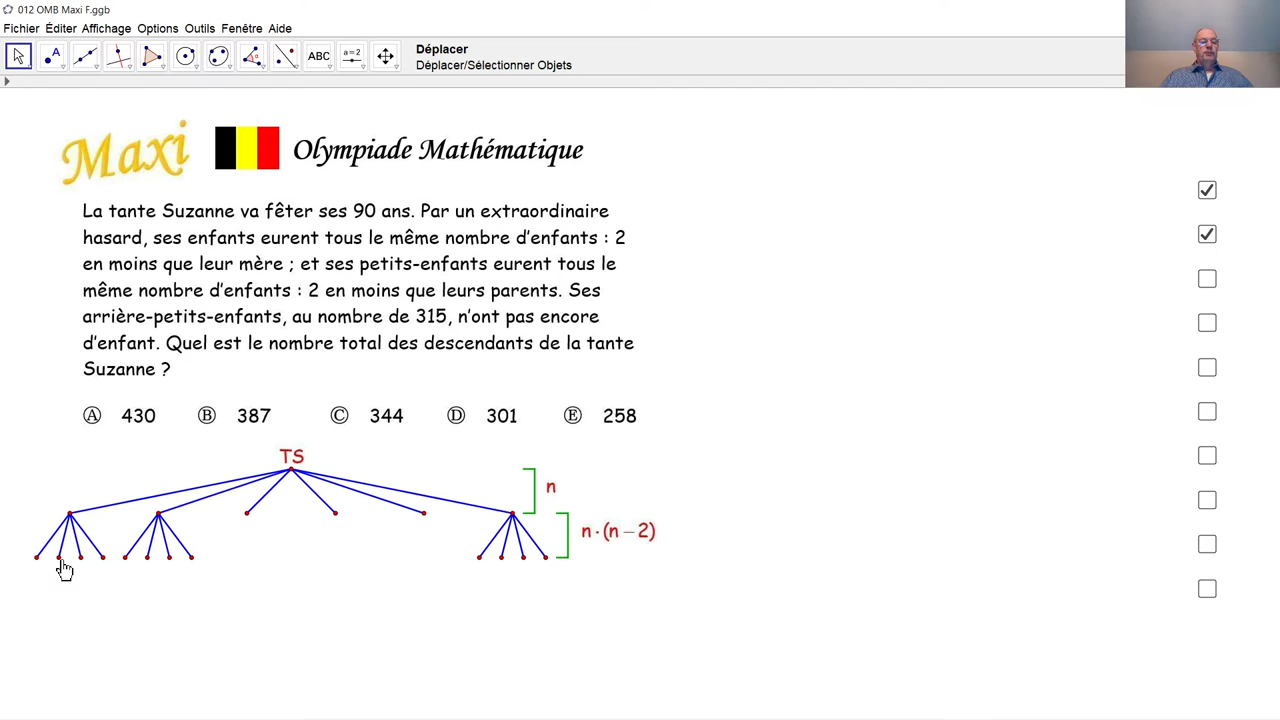 012 OMB Maxi F.ggb
Fichier Éditer Affichage Options Outils Fenêtre Aide
A ABC a=2 Déplacer
Déplacer/Sélectionner Objets
Maxi Olympiade Mathématique
La tante Suzanne va fêter ses 90 ans. Par un extraordinaire
hasard, ses enfants eurent tous le même nombre d'enfants : 2
en moins que leur mère ; et ses petits-enfants eurent tous le
même nombre d'enfants : 2 en moins que leurs parents. Ses
arrière-petits-enfants, au nombre de 315, n'ont pas encore
d'enfant. Quel est le nombre total des descendants de la tante
Suzanne ?
Ⓐ 430 Ⓑ 387 Ⓒ 344 Ⓓ 301 Ⓔ 258
TS
n
n·(n−2)